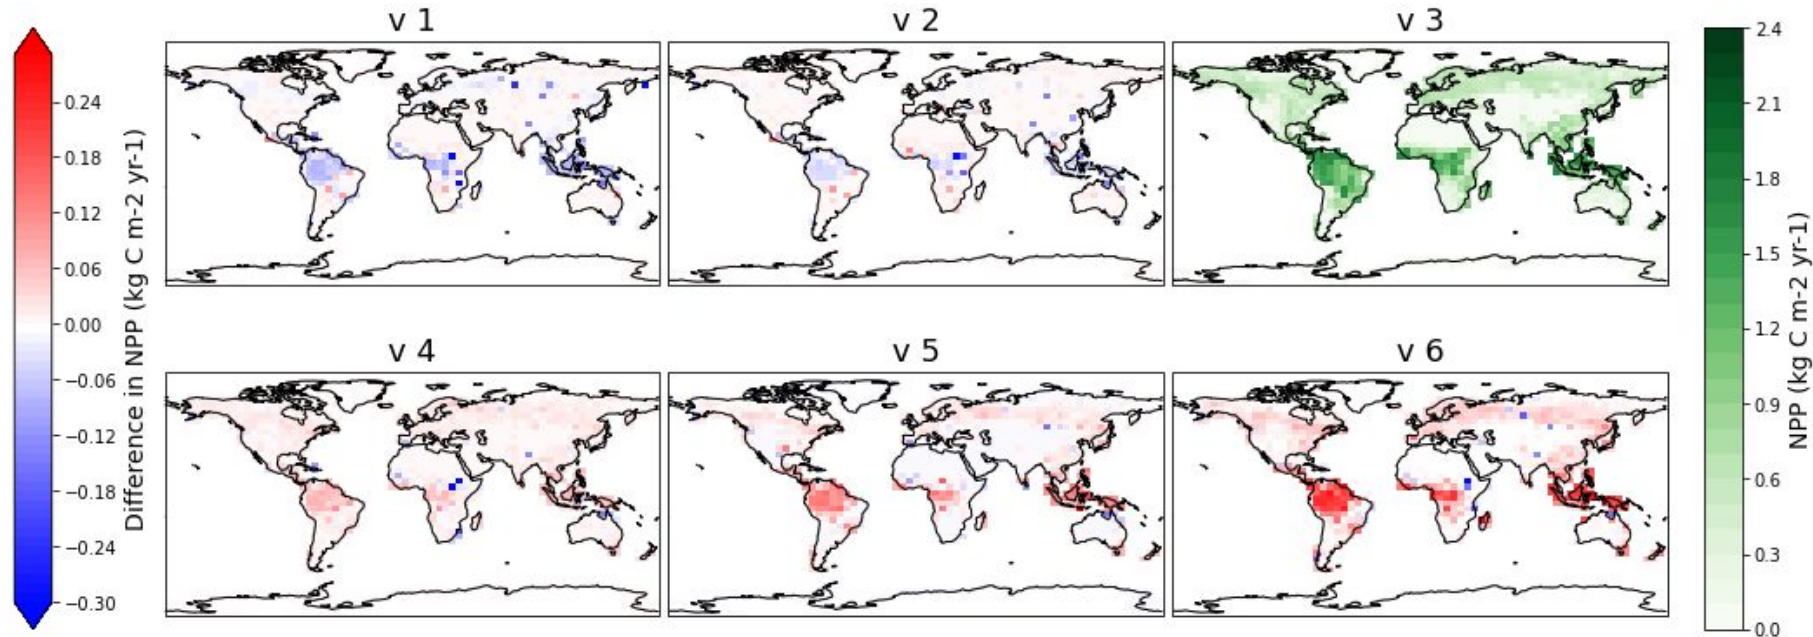 v 1
v 2
v 3
0.24
0.18
0.12
0.06
0.00
−0.06
−0.12
−0.18
−0.24
−0.30
Difference in NPP (kg C m-2 yr-1)
2.4
2.1
1.8
1.5
1.2
0.9
0.6
0.3
0.0
NPP (kg C m-2 yr-1)
v 4
v 5
v 6